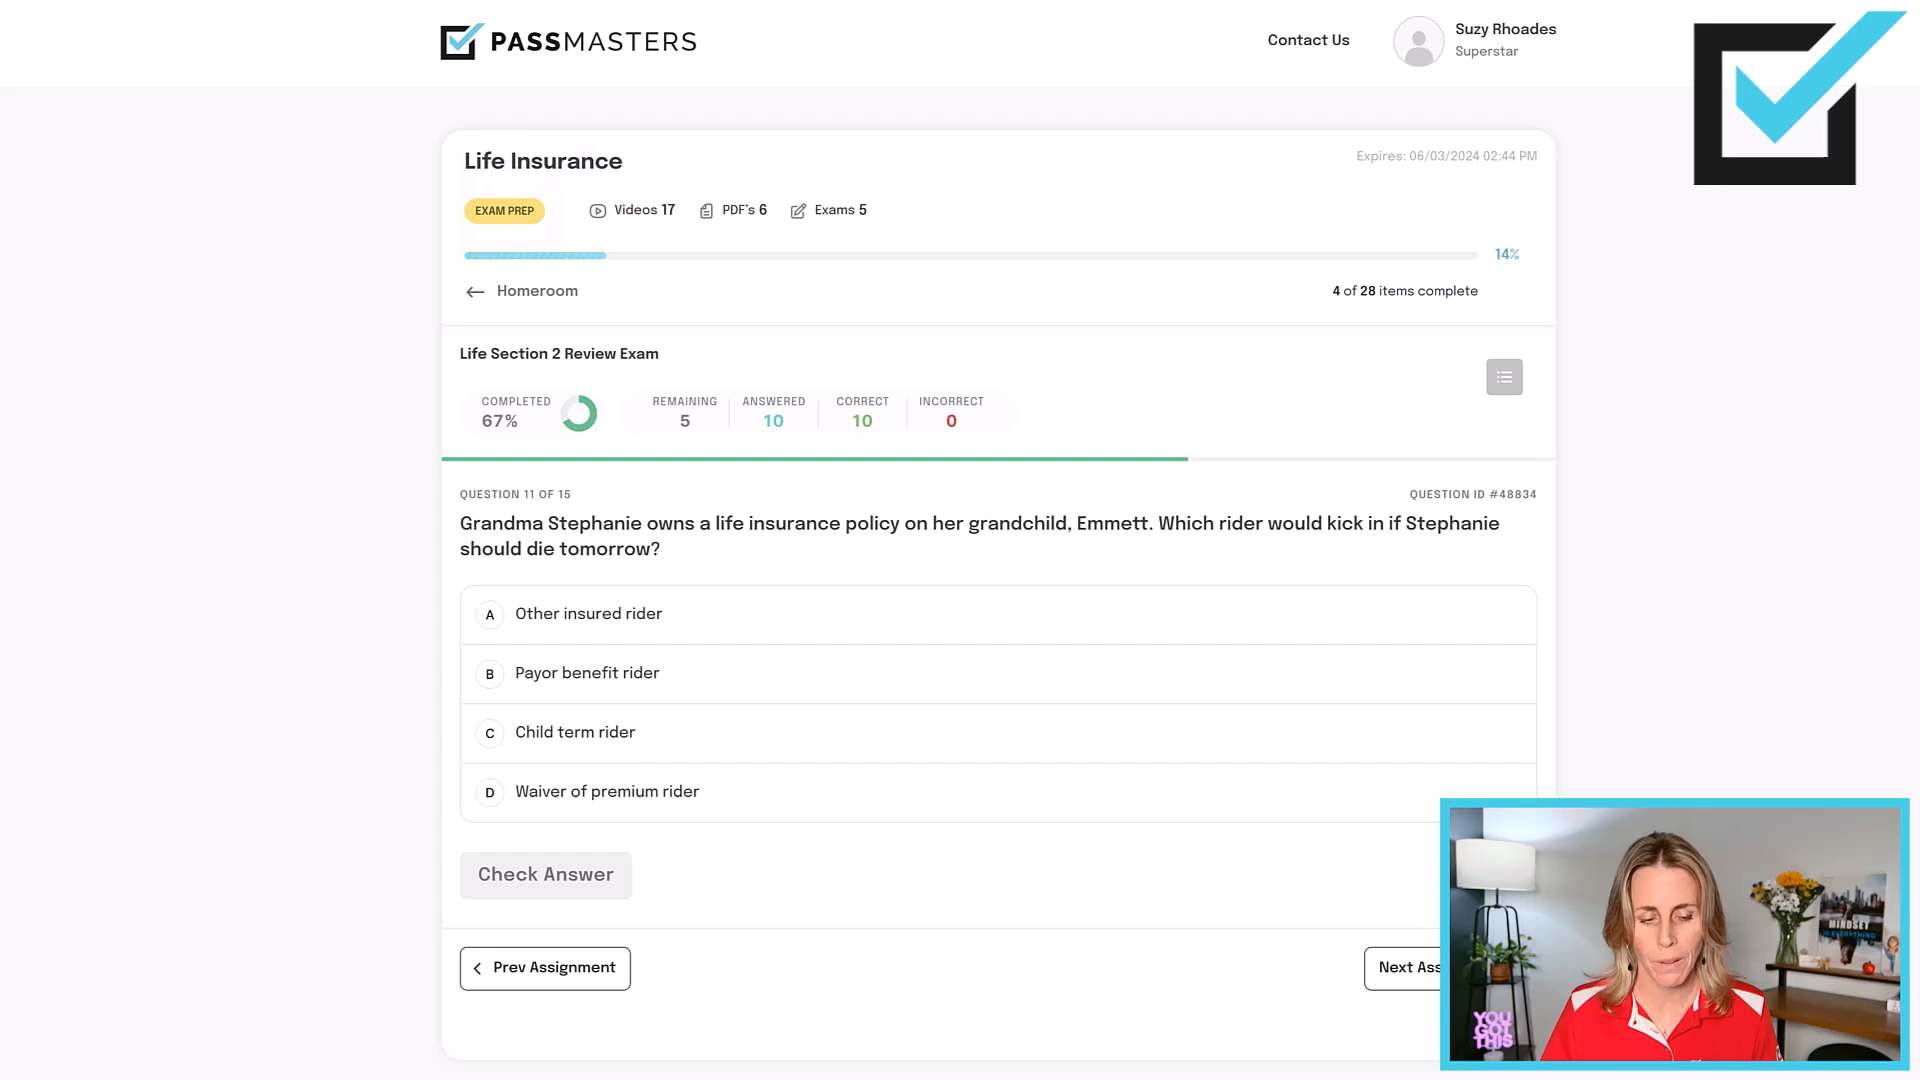 PASSMASTERS
Contact Us
Suzy Rhoades
Superstar
Life Insurance
Expires: 06/03/2024 02:44 PM
EXAM PREP
Videos 17
PDF's 6
Exams 5
14%
Homeroom
4 of 28 items complete
Life Section 2 Review Exam
COMPLETED
67%
REMAINING
5
ANSWERED
10
CORRECT
10
INCORRECT
0
QUESTION 11 OF 15
QUESTION ID #48834
Grandma Stephanie owns a life insurance policy on her grandchild, Emmett. Which rider would kick in if Stephanie
should die tomorrow?
A Other insured rider
B Payor benefit rider
C Child term rider
D Waiver of premium rider
Check Answer
Prev Assignment
Next Ass
MINDSET
IS EVERYTHING
YOU
GOT
THIS